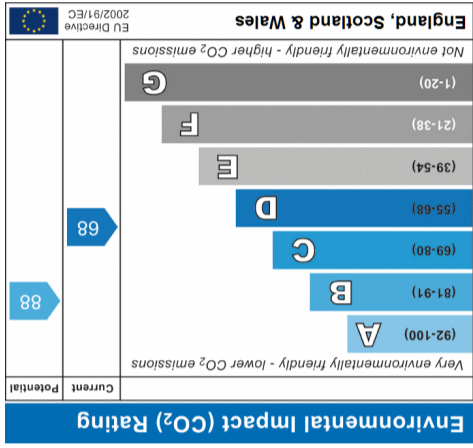 Environmental Impact (CO₂) Rating
Current Potential
Very environmentally friendly - lower CO₂ emissions
(92-100) A
(81-91) B
88
(69-80) C
(55-68) D
68
(39-54) E
(21-38) F
(1-20) G
Not environmentally friendly - higher CO₂ emissions
England, Scotland & Wales
EU Directive
2002/91/EC